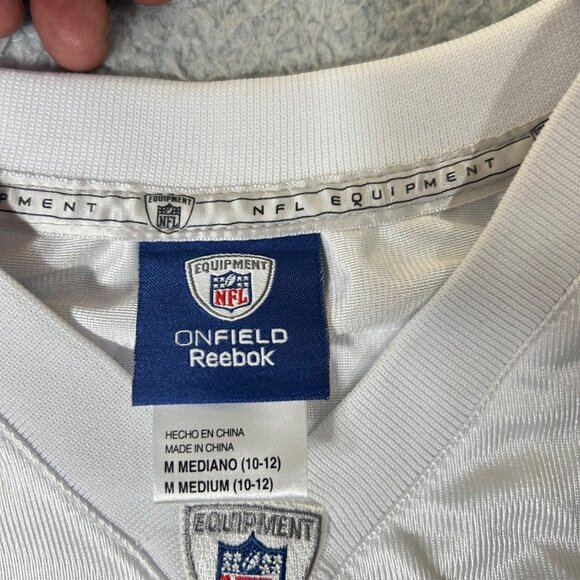 PMENT
EQUIPMENT
NFL
NFL EQUIPMENT
EQUIPMENT
NFL
ONFIELD
Reebok
HECHO EN CHINA
MADE IN CHINA
M MEDIANO (10-12)
M MEDIUM (10-12)
EQUIPMENT